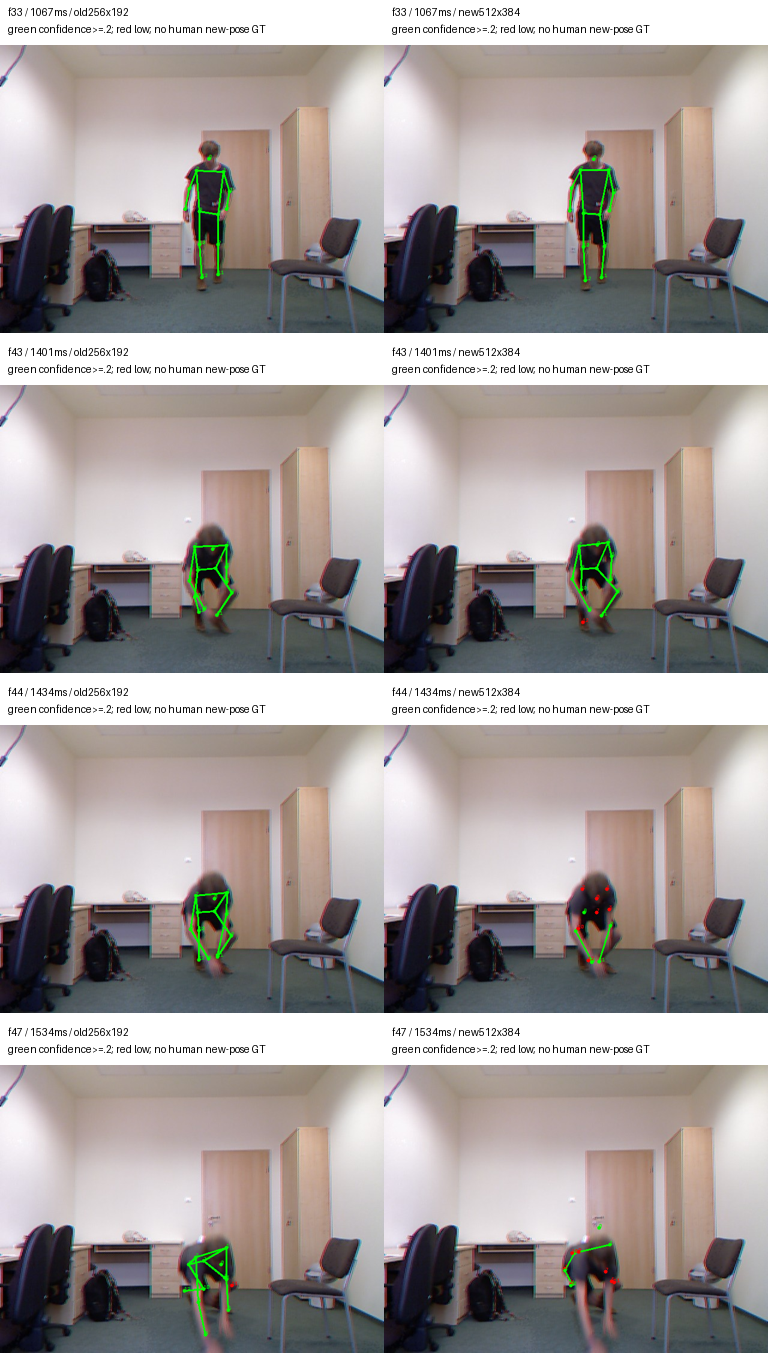 f33 / 1067ms / old256x192
green confidence>=.2; red low; no human new-pose GT
f33 / 1067ms / new512x384
green confidence>=.2; red low; no human new-pose GT
f43 / 1401ms / old256x192
green confidence>=.2; red low; no human new-pose GT
f43 / 1401ms / new512x384
green confidence>=.2; red low; no human new-pose GT
f44 / 1434ms / old256x192
green confidence>=.2; red low; no human new-pose GT
f44 / 1434ms / new512x384
green confidence>=.2; red low; no human new-pose GT
f47 / 1534ms / old256x192
green confidence>=.2; red low; no human new-pose GT
f47 / 1534ms / new512x384
green confidence>=.2; red low; no human new-pose GT